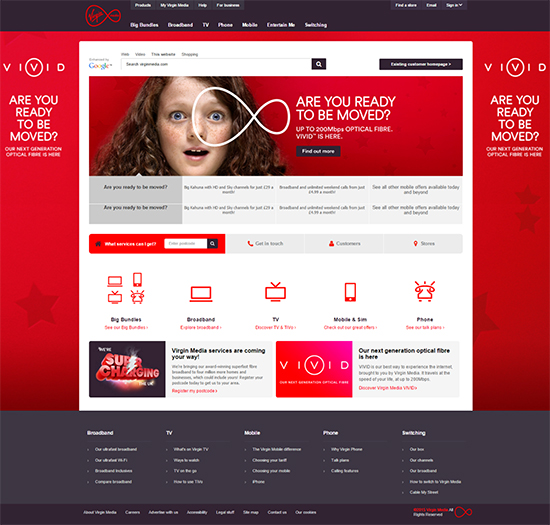 Products My Virgin Media Help For business Find a store Email Sign in
Virgin
Big Bundles Broadband TV Phone Mobile Entertain Me Switching
VIVID
ARE YOU
READY
TO BE
MOVED?
OUR NEXT GENERATION
OPTICAL FIBRE IS HERE
Web Video This website Shopping
Enhanced by
Google
Search virginmedia.com
Existing customer homepage >
ARE YOU READY
TO BE MOVED?
UP TO 200Mbps OPTICAL FIBRE.
VIVID™ IS HERE.
Find out more
VIVID
ARE YOU
READY
TO BE
MOVED?
OUR NEXT GENERATION
OPTICAL FIBRE IS HERE
Are you ready to be moved?
Big Kahuna with HD and Sky channels for just £29 a
month!
Broadband and unlimited weekend calls from just
£4.99 a month!
See all other mobile offers available today
and beyond
Are you ready to be moved?
Big Kahuna with HD and Sky channels for just £29 a
month!
Broadband and unlimited weekend calls from just
£4.99 a month!
See all other mobile offers available today
and beyond
What services can I get? Enter postcode
Get in touch
Customers
Stores
Big Bundles
See our Big Bundles >
Broadband
Explore broadband >
TV
Discover TV & TiVo >
Mobile & Sim
Check out our great offers >
Phone
See our talk plans >
SUPER
CHARGING
Virgin Media services are coming
your way!
We're bringing our award-winning superfast fibre
broadband to four million more homes and
businesses, which could include yours! Register your
postcode today to get us to your area.
Register my postcode >
VIVID
OUR NEXT GENERATION OPTICAL FIBRE
Our next generation optical fibre
is here
VIVID is our best way to experience the internet,
brought to you by Virgin Media. It travels at the
speed of your life, at up to 200Mbps.
Discover Virgin Media VIVID >
Broadband
Our ultrafast broadband
Our ultrafast Wi-Fi
Broadband Inclusives
Compare broadband
TV
What's on Virgin TV
Ways to watch
TV on the go
How to use TiVo
Mobile
The Virgin Mobile difference
Choosing your tariff
Choosing your mobile
iPhone
Phone
Why Virgin Phone
Talk plans
Calling features
Switching
Our box
Our channels
Our broadband
How to switch to Virgin Media
Cable My Street
About Virgin Media Careers Advertise with us Accessibility Legal stuff Site map Contact us Our cookies
Virgin Media All
Rights Reserved